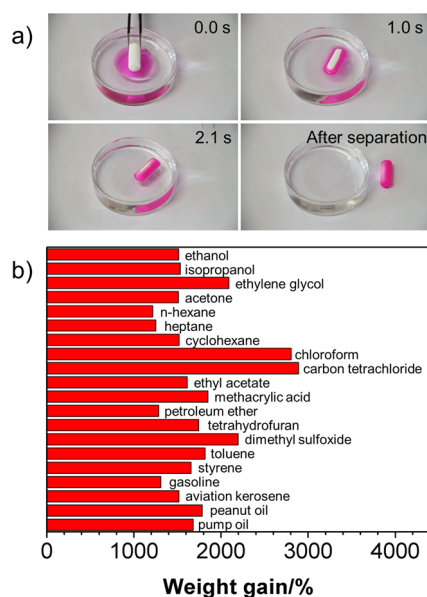 a)
0.0 s
1.0 s
2.1 s
After separation
b)
ethanol
isopropanol
ethylene glycol
acetone
n-hexane
heptane
cyclohexane
chloroform
carbon tetrachloride
ethyl acetate
methacrylic acid
petroleum ether
tetrahydrofuran
dimethyl sulfoxide
toluene
styrene
gasoline
aviation kerosene
peanut oil
pump oil
0 1000 2000 3000 4000
Weight gain/%